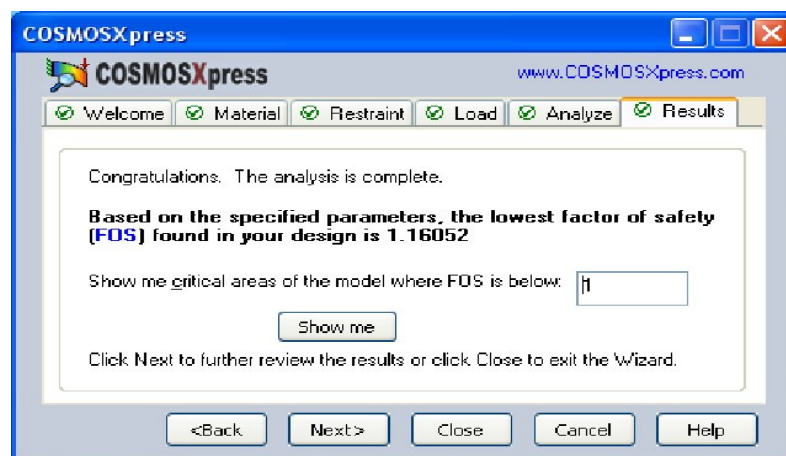 COSMOSXpress
COSMOSXpress www.COSMOSXpress.com
Welcome Material Restraint Load Analyze Results
Congratulations. The analysis is complete.
Based on the specified parameters, the lowest factor of safety
(FOS) found in your design is 1.16052
Show me critical areas of the model where FOS is below: 1
Show me
Click Next to further review the results or click Close to exit the Wizard.
<Back Next> Close Cancel Help